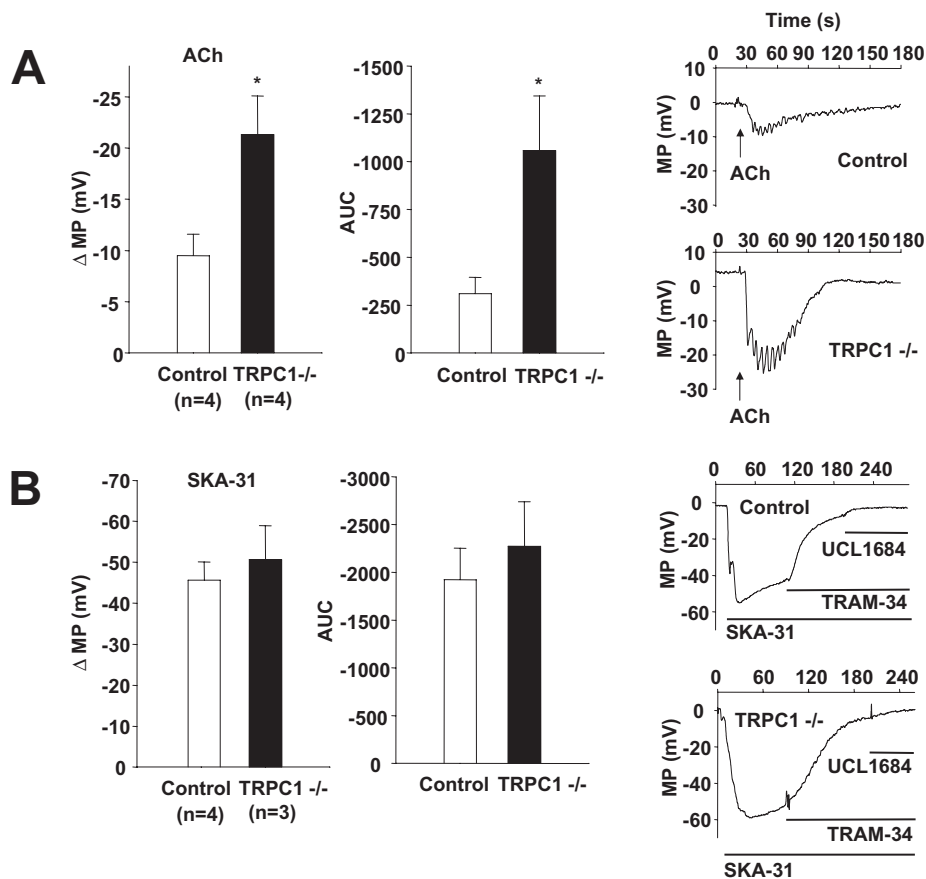 A
ACh
Δ MP (mV)
-25
-20
-15
-10
-5
0
*
Control TRPC1-/-
(n=4) (n=4)
AUC
-1500
-1250
-1000
-750
-500
-250
0
*
Control TRPC1 -/-
Time (s)
0 30 60 90 120 150 180
MP (mV)
10
0
-10
-20
-30
ACh
Control
0 30 60 90 120 150 180
MP (mV)
10
0
-10
-20
-30
TRPC1 -/-
ACh
B
SKA-31
Δ MP (mV)
-70
-60
-50
-40
-30
-20
-10
0
Control TRPC1 -/-
(n=4) (n=3)
AUC
-3000
-2500
-2000
-1500
-1000
-500
0
Control TRPC1 -/-
0 60 120 180 240
MP (mV)
0
-20
-40
-60
Control
UCL1684
TRAM-34
SKA-31
0 60 120 180 240
MP (mV)
0
-20
-40
-60
TRPC1 -/-
UCL1684
TRAM-34
SKA-31